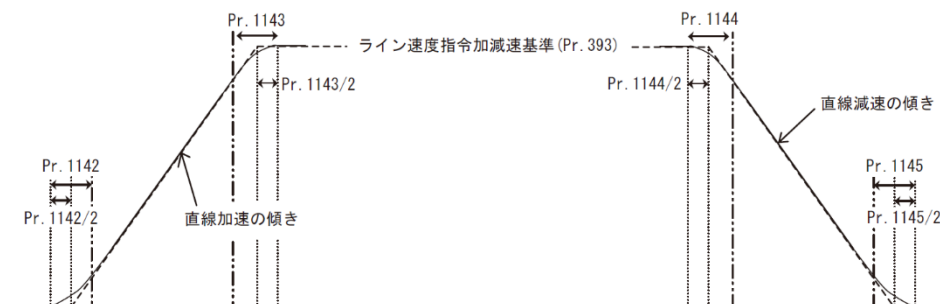 Pr. 1143
Pr. 1144
ライン速度指令加減速基準(Pr. 393)
Pr. 1143/2
Pr. 1144/2
直線減速の傾き
Pr. 1142
Pr. 1145
Pr. 1142/2
直線加速の傾き
Pr. 1145/2